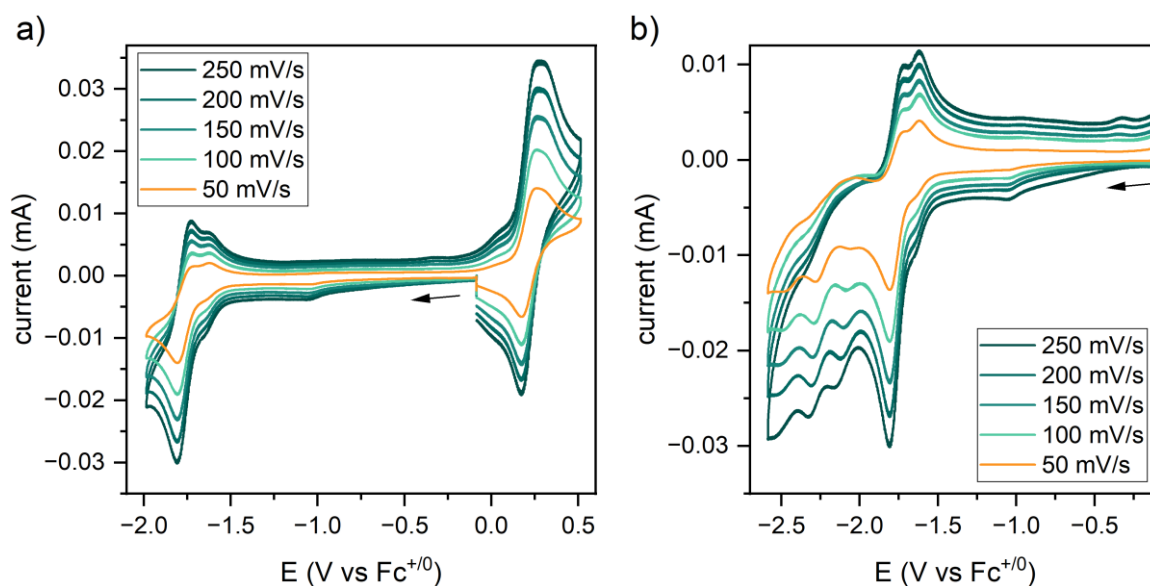 a)
250 mV/s
200 mV/s
150 mV/s
100 mV/s
50 mV/s
0.03
0.02
0.01
0.00
−0.01
−0.02
−0.03
current (mA)
−2.0 −1.5 −1.0 −0.5 0.0 0.5
E (V vs Fc+/0)
b)
0.01
0.00
−0.01
−0.02
−0.03
current (mA)
250 mV/s
200 mV/s
150 mV/s
100 mV/s
50 mV/s
−2.5 −2.0 −1.5 −1.0 −0.5
E (V vs Fc+/0)